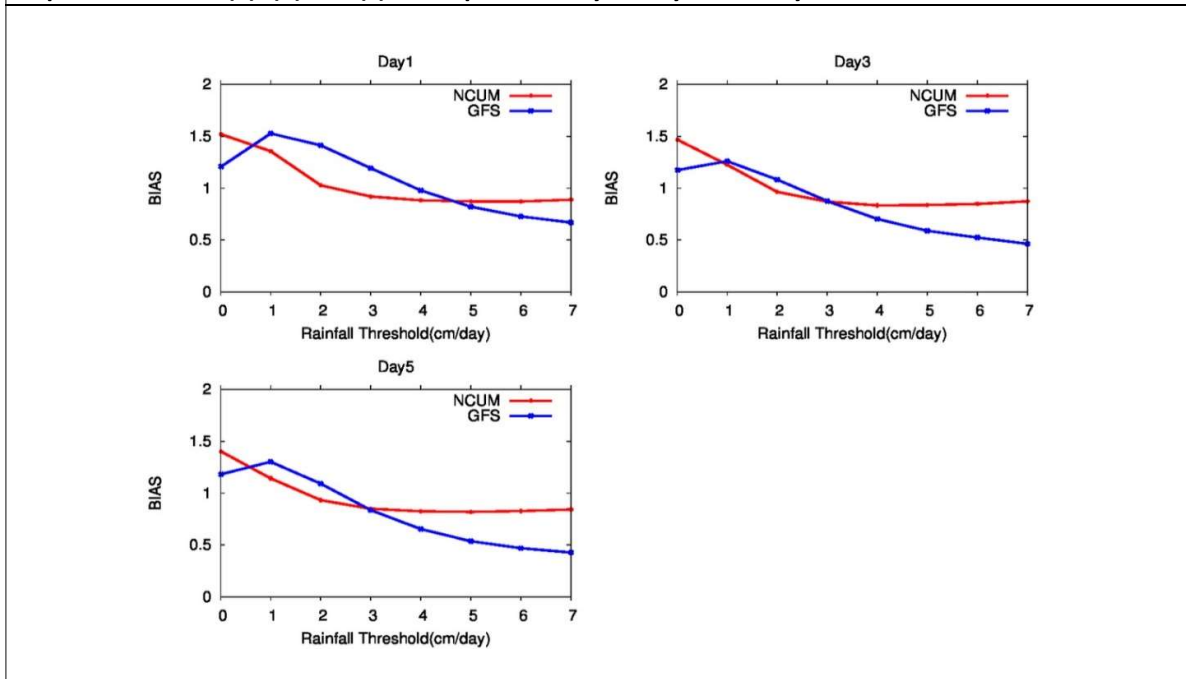 Day1
2
1.5
1
0.5
0
BIAS
NCUM
GFS
0 1 2 3 4 5 6 7
Rainfall Threshold(cm/day)
Day3
2
1.5
1
0.5
0
BIAS
NCUM
GFS
0 1 2 3 4 5 6 7
Rainfall Threshold(cm/day)
Day5
2
1.5
1
0.5
0
BIAS
NCUM
GFS
0 1 2 3 4 5 6 7
Rainfall Threshold(cm/day)